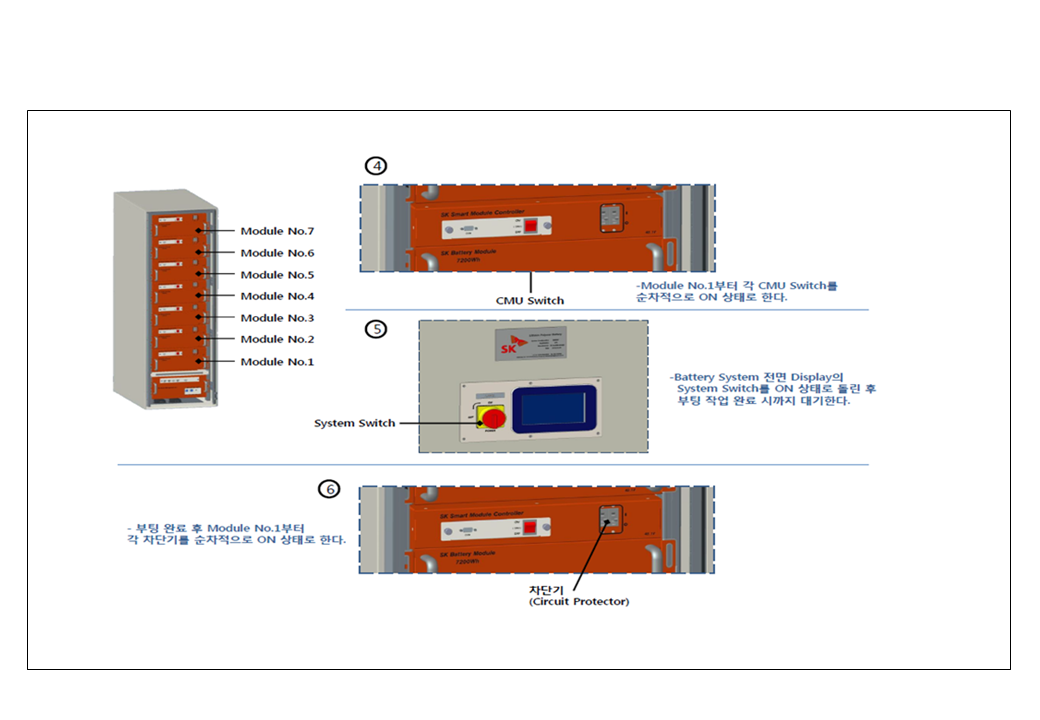 ④
SK Smart Module Controller
SK Battery Module
7200Wh
CMU Switch
-Module No.1부터 각 CMU Switch를
순차적으로 ON 상태로 한다.
Module No.7
Module No.6
Module No.5
Module No.4
Module No.3
Module No.2
Module No.1
⑤
SK
System Switch
-Battery System 전면 Display의
System Switch를 ON 상태로 돌린 후
부팅 작업 완료 시까지 대기한다.
⑥
- 부팅 완료 후 Module No.1부터
각 차단기를 순차적으로 ON 상태로 한다.
SK Smart Module Controller
SK Battery Module
7200Wh
차단기
(Circuit Protector)